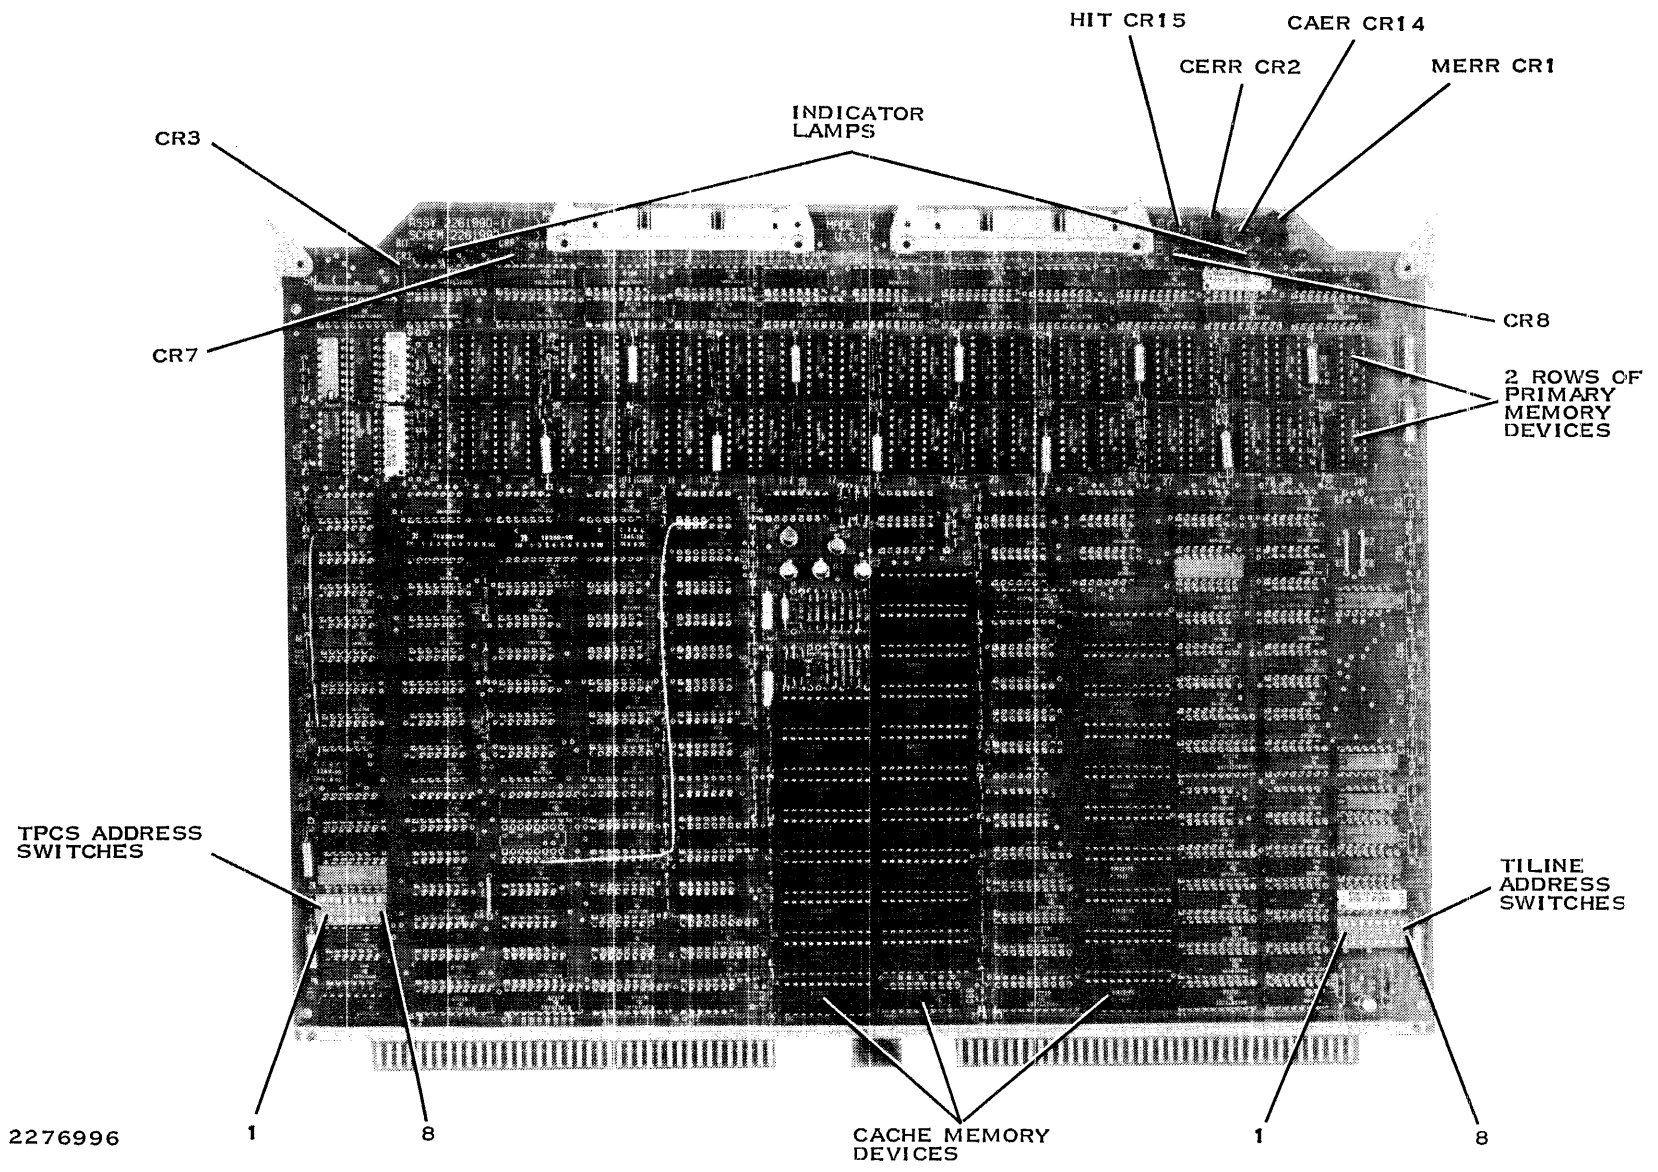 HIT CR15
CAER CR14
CERR CR2
MERR CR1
INDICATOR
LAMPS
CR3
CR7
CR8
2 ROWS OF
PRIMARY
MEMORY
DEVICES
TPCS ADDRESS
SWITCHES
TILINE
ADDRESS
SWITCHES
1
8
CACHE MEMORY
DEVICES
1
8
2276996